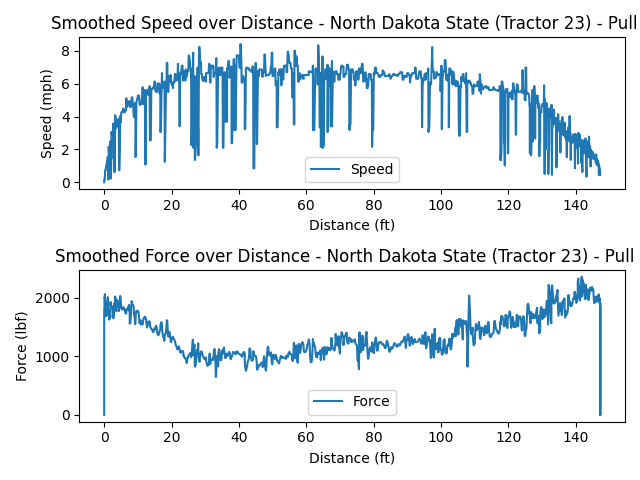 Smoothed Speed over Distance - North Dakota State (Tractor 23) - Pull
Speed (mph)
8
6
4
2
0
Speed
0 20 40 60 80 100 120 140
Distance (ft)
Smoothed Force over Distance - North Dakota State (Tractor 23) - Pull
Force (lbf)
2000
1000
0
Force
0 20 40 60 80 100 120 140
Distance (ft)